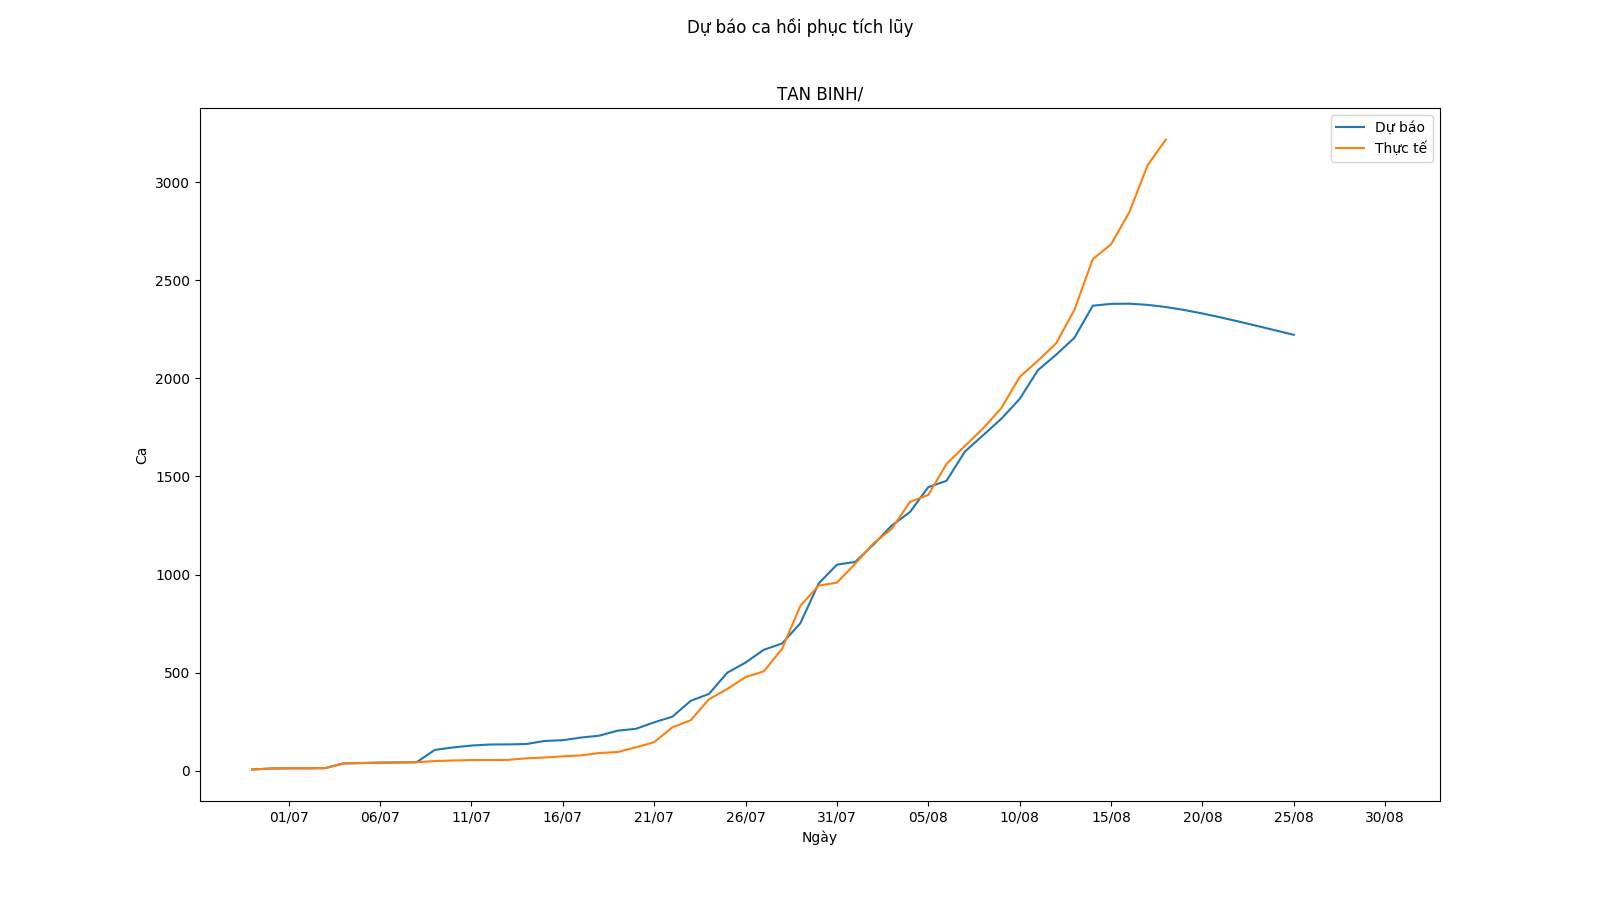 Dự báo ca hồi phục tích lũy
TAN BINH/
Dự báo
Thực tế
3000
2500
2000
1500
1000
500
0
Ca
01/07 06/07 11/07 16/07 21/07 26/07 31/07 05/08 10/08 15/08 20/08 25/08 30/08
Ngày